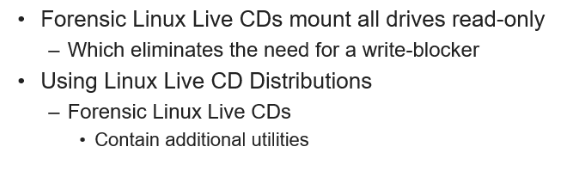 • Forensic Linux Live CDs mount all drives read-only
– Which eliminates the need for a write-blocker
• Using Linux Live CD Distributions
– Forensic Linux Live CDs
• Contain additional utilities